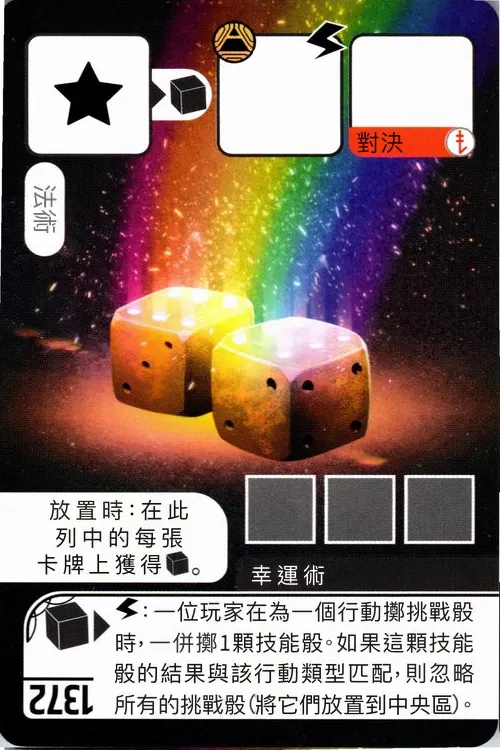 對決
法術
放置時:在此
列中的每張
卡牌上獲得。
幸運術
:一位玩家在為一個行動擲挑戰骰
時,一併擲1顆技能骰。如果這顆技能
骰的結果與該行動類型匹配,則忽略
所有的挑戰骰(將它們放置到中央區)。
1372